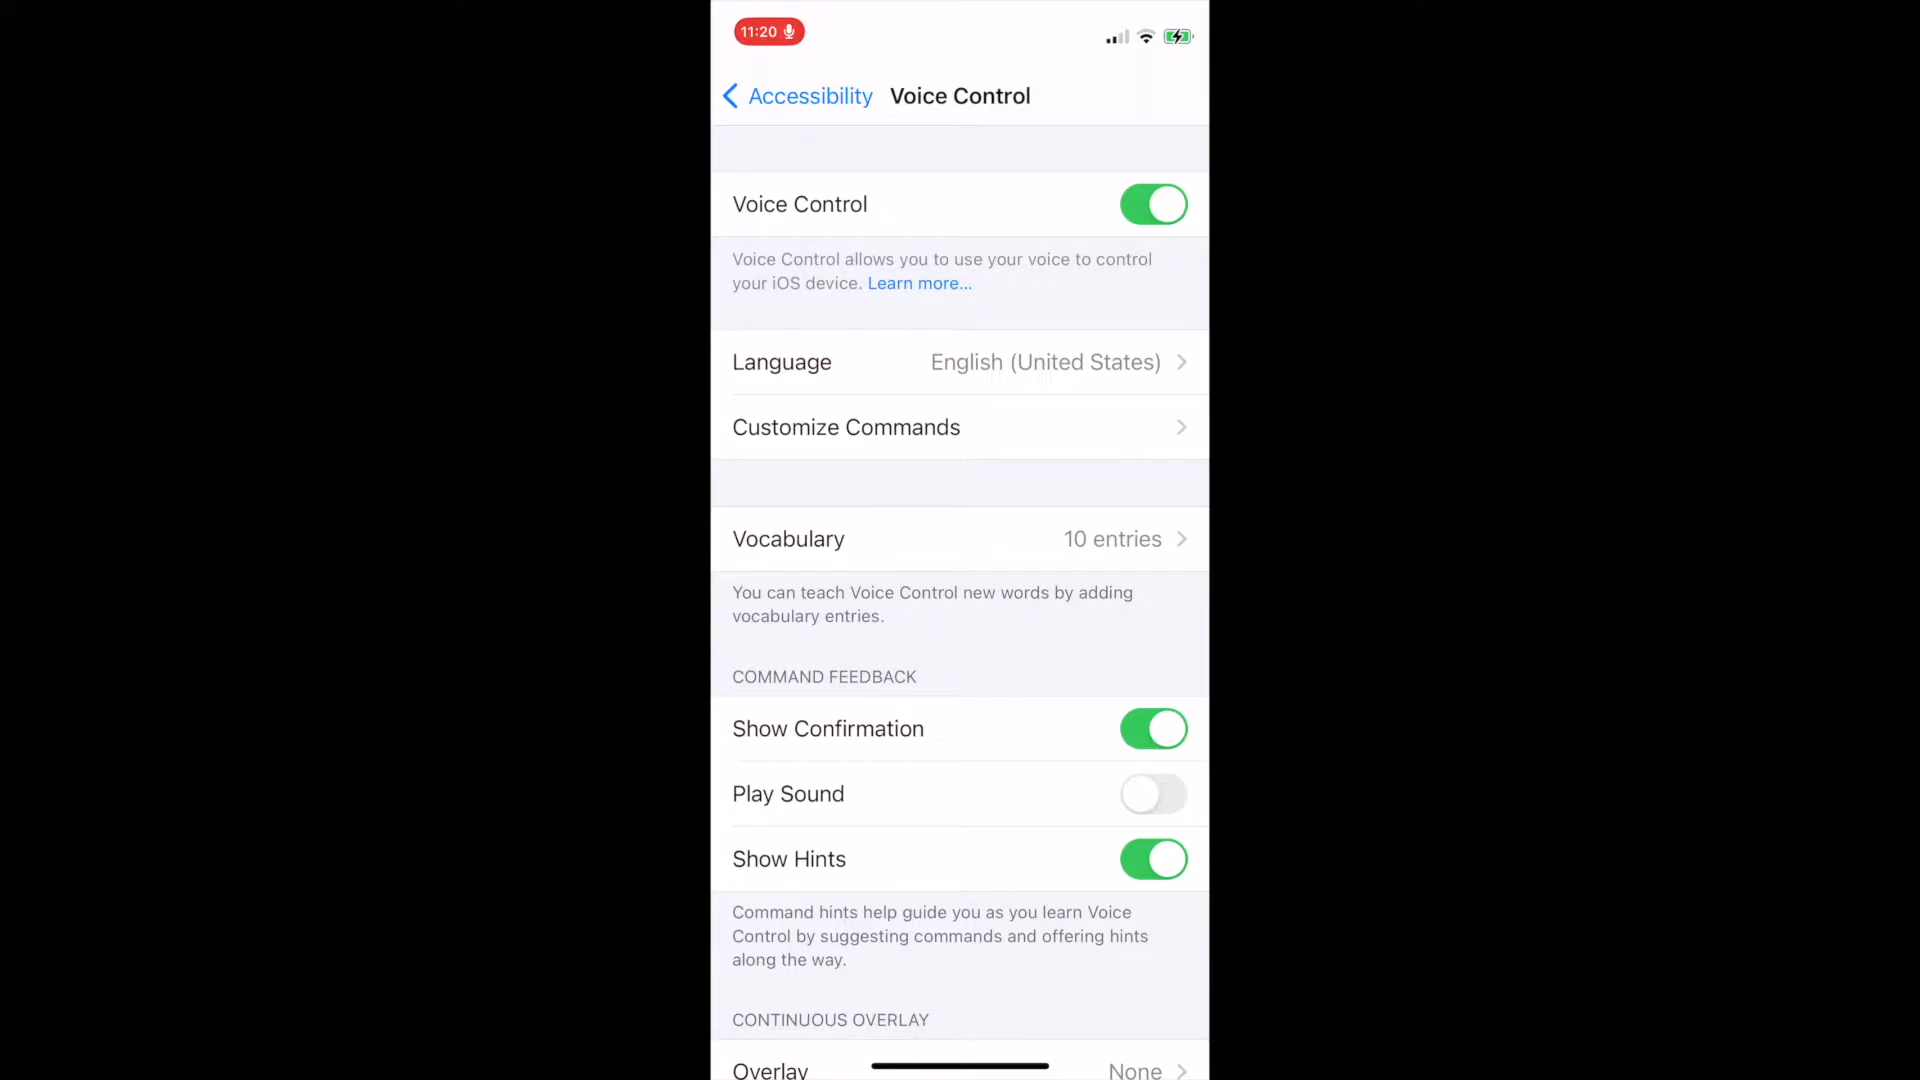 11:20
Accessibility Voice Control
Voice Control
Voice Control allows you to use your voice to control
your iOS device. Learn more...
Language English (United States)
Customize Commands
Vocabulary 10 entries
You can teach Voice Control new words by adding
vocabulary entries.
COMMAND FEEDBACK
Show Confirmation
Play Sound
Show Hints
Command hints help guide you as you learn Voice
Control by suggesting commands and offering hints
along the way.
CONTINUOUS OVERLAY
Overlay None